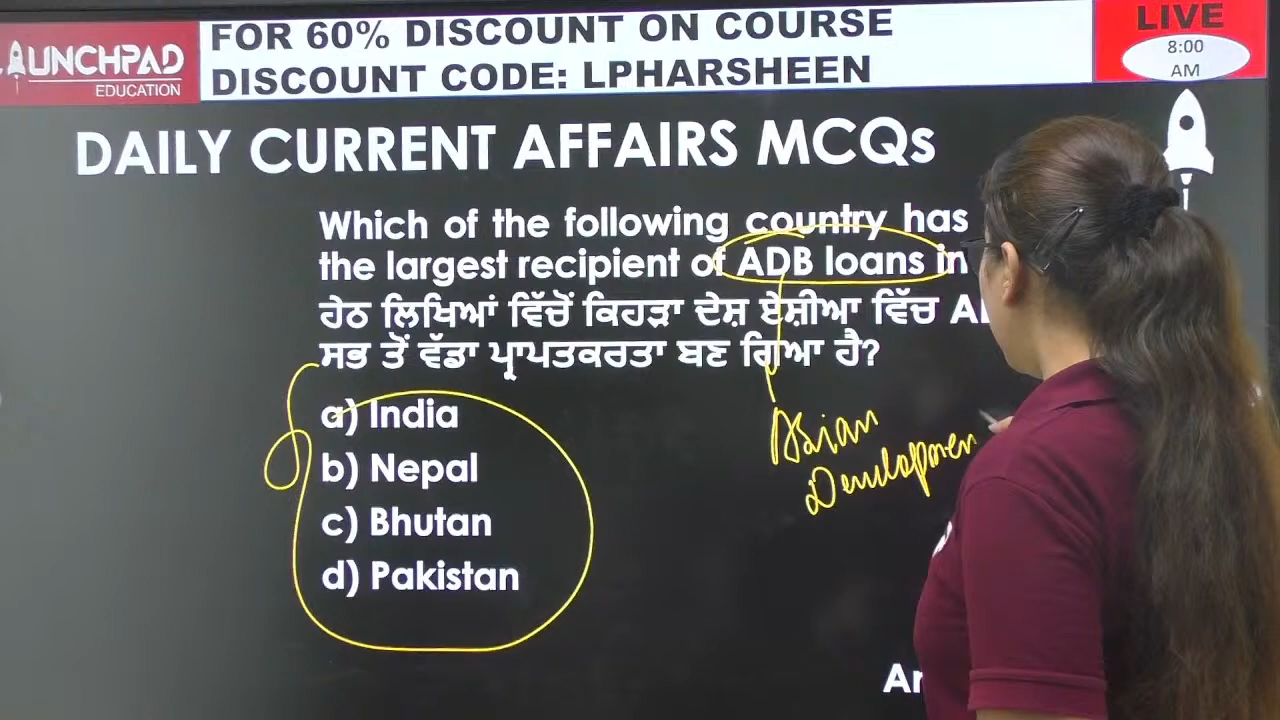 LAUNCHPAD
EDUCATION
FOR 60% DISCOUNT ON COURSE
DISCOUNT CODE: LPHARSHEEN
LIVE
8:00
AM
DAILY CURRENT AFFAIRS MCQs
Which of the following country has
the largest recipient of ADB loans in
ਹੇਠ ਲਿਖਿਆਂ ਵਿੱਚੋਂ ਕਿਹੜਾ ਦੇਸ਼ ਏਸ਼ੀਆ ਵਿੱਚ
ਸਭ ਤੋਂ ਵੱਡਾ ਪ੍ਰਾਪਤਕਰਤਾ ਬਣ ਗਿਆ ਹੈ?
a) India
b) Nepal
c) Bhutan
d) Pakistan
Asian